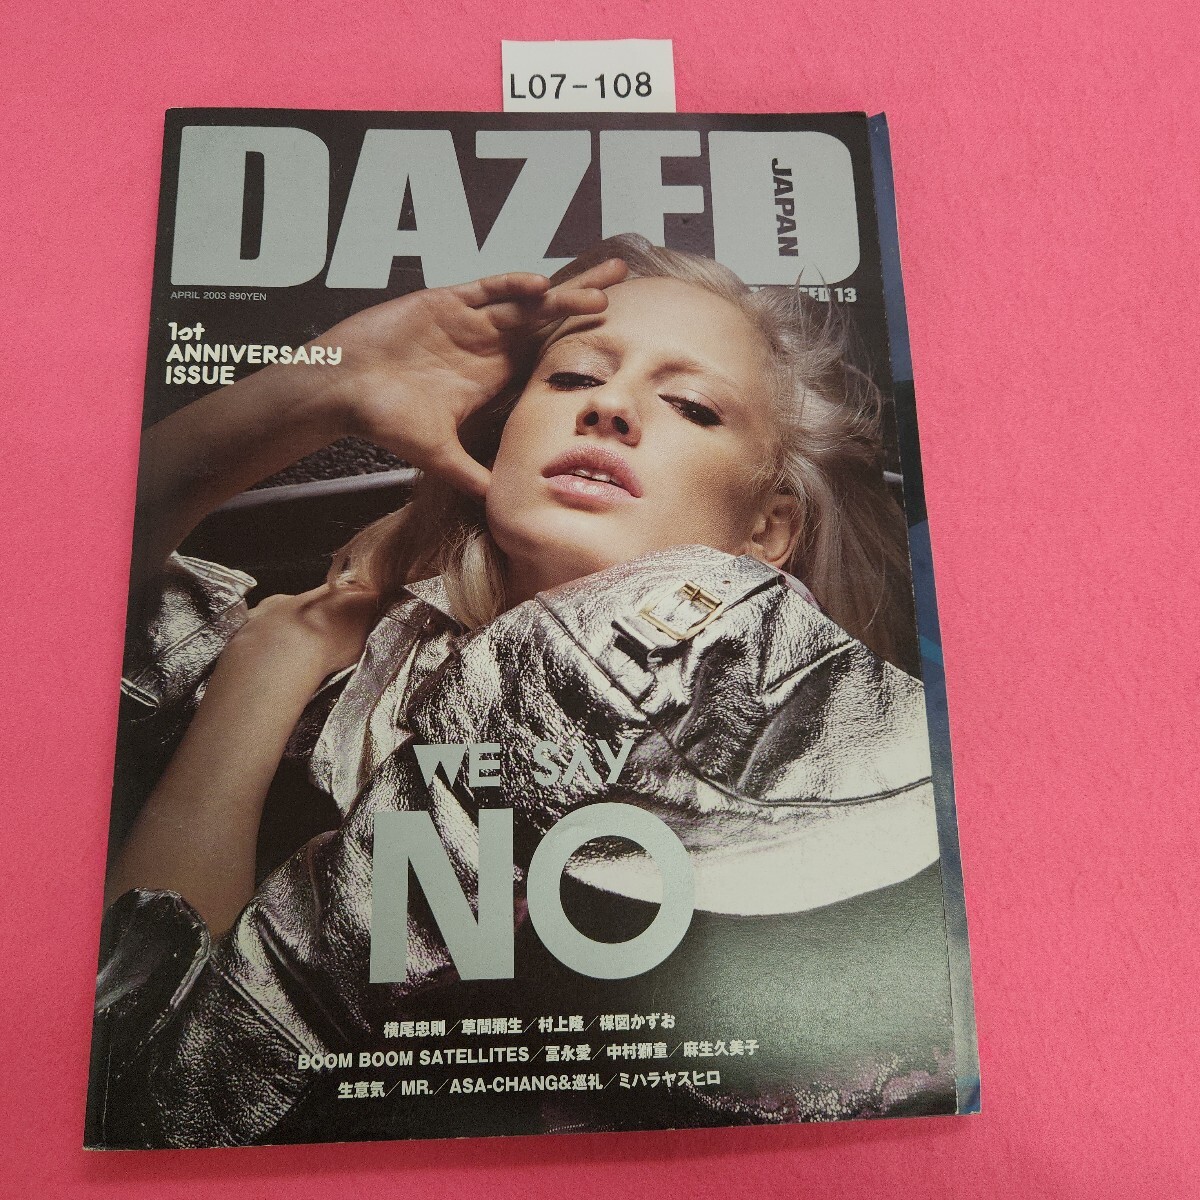 L07-108
DAZED
JAPAN
APRIL 2003 890YEN
13
1st
ANNIVERSARY
ISSUE
WE SAY
NO
横尾忠則/草間彌生/村上隆/楳図かずお
BOOM BOOM SATELLITES/冨永愛/中村獅童/麻生久美子
生意気/MR./ASA-CHANG&巡礼/ミハラヤスヒロ